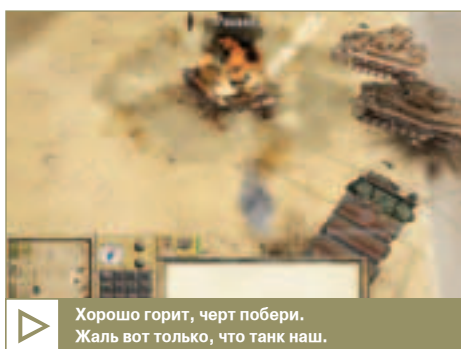 Хорошо горит, черт побери.
Жаль вот только, что танк наш.